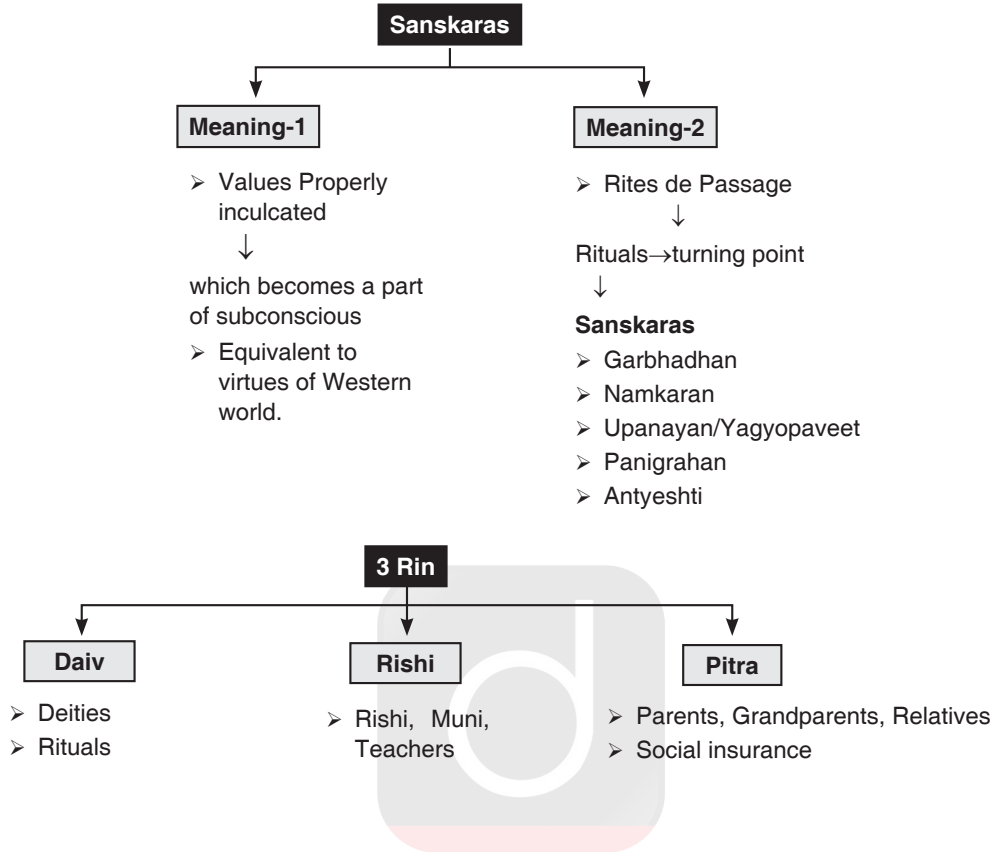 Sanskaras
Meaning-1
➢ Values Properly
inculcated
↓
which becomes a part
of subconscious
➢ Equivalent to
virtues of Western
world.
Meaning-2
➢ Rites de Passage
↓
Rituals→turning point
↓
Sanskaras
➢ Garbhadhan
➢ Namkaran
➢ Upanayan/Yagyopaveet
➢ Panigrahan
➢ Antyeshti
3 Rin
Daiv
➢ Deities
➢ Rituals
Rishi
➢ Rishi, Muni,
Teachers
Pitra
➢ Parents, Grandparents, Relatives
➢ Social insurance